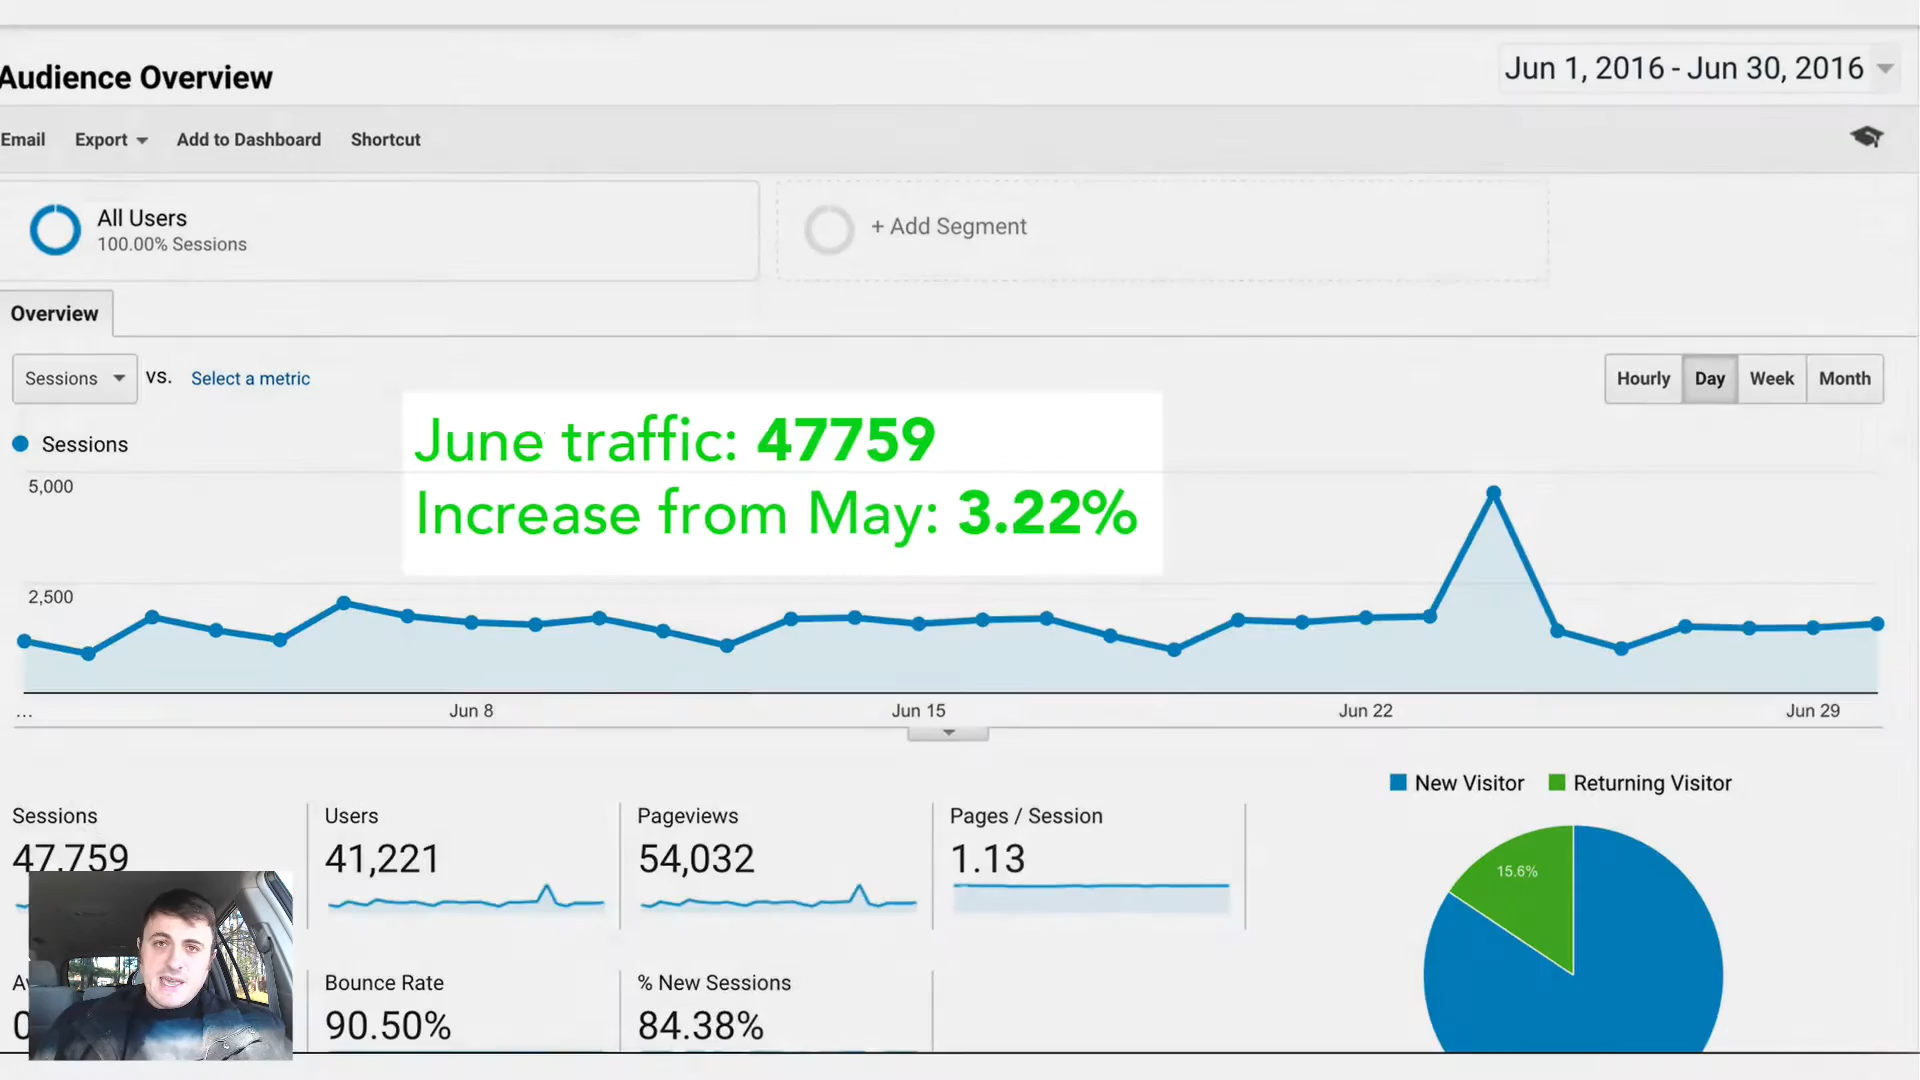 Audience Overview
Jun 1, 2016 - Jun 30, 2016
Email Export Add to Dashboard Shortcut
All Users
100.00% Sessions
+ Add Segment
Overview
Sessions vs. Select a metric
Hourly Day Week Month
Sessions
June traffic: 47759
Increase from May: 3.22%
5,000
2,500
... Jun 8 Jun 15 Jun 22 Jun 29
New Visitor Returning Visitor
Sessions
47,759
Users
41,221
Pageviews
54,032
Pages / Session
1.13
15.6%
Bounce Rate
90.50%
% New Sessions
84.38%